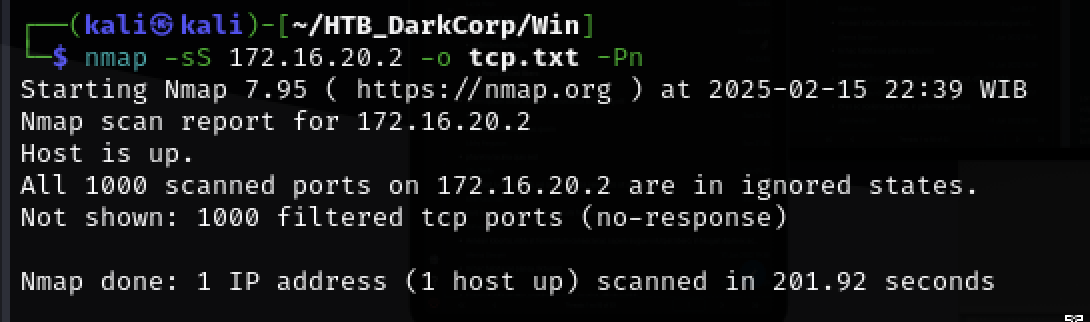 ┌──(kali㉿kali)-[~/HTB_DarkCorp/Win]
└─$ nmap -sS 172.16.20.2 -o tcp.txt -Pn
Starting Nmap 7.95 ( https://nmap.org ) at 2025-02-15 22:39 WIB
Nmap scan report for 172.16.20.2
Host is up.
All 1000 scanned ports on 172.16.20.2 are in ignored states.
Not shown: 1000 filtered tcp ports (no-response)

Nmap done: 1 IP address (1 host up) scanned in 201.92 seconds